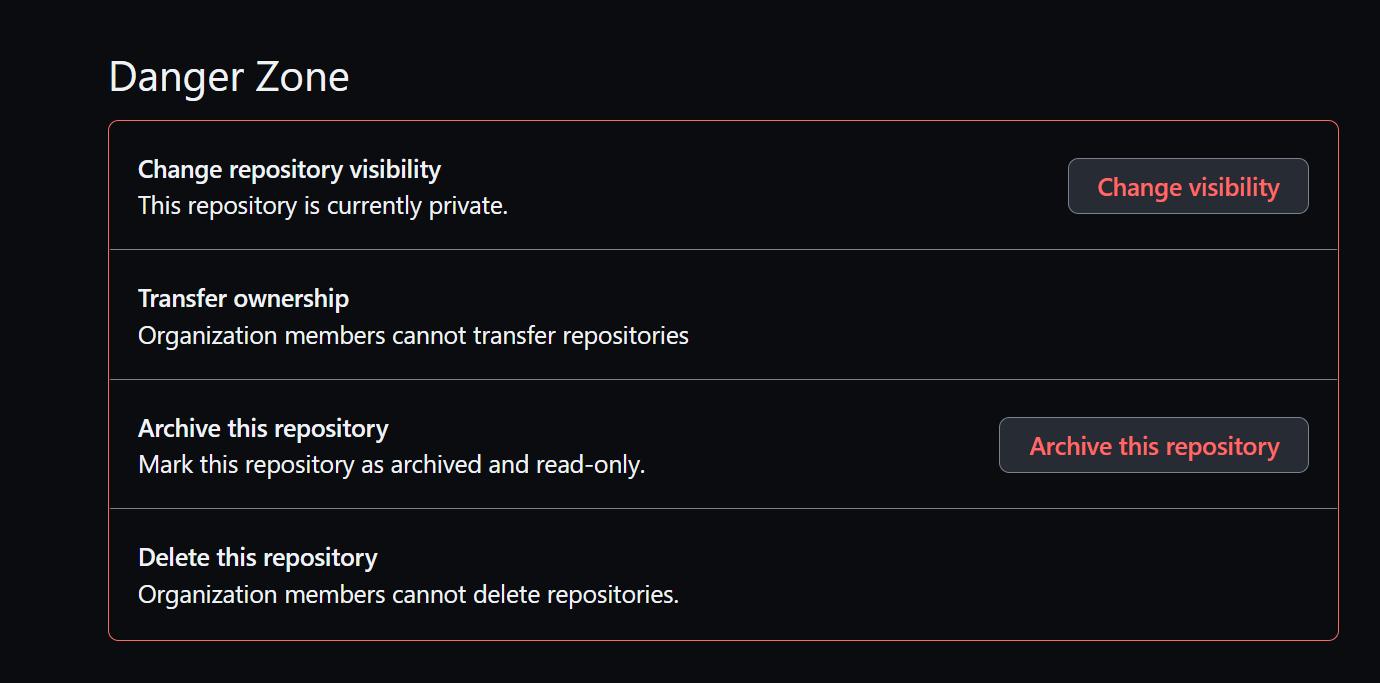 Danger Zone
Change repository visibility
This repository is currently private.
Change visibility
Transfer ownership
Organization members cannot transfer repositories
Archive this repository
Mark this repository as archived and read-only.
Archive this repository
Delete this repository
Organization members cannot delete repositories.